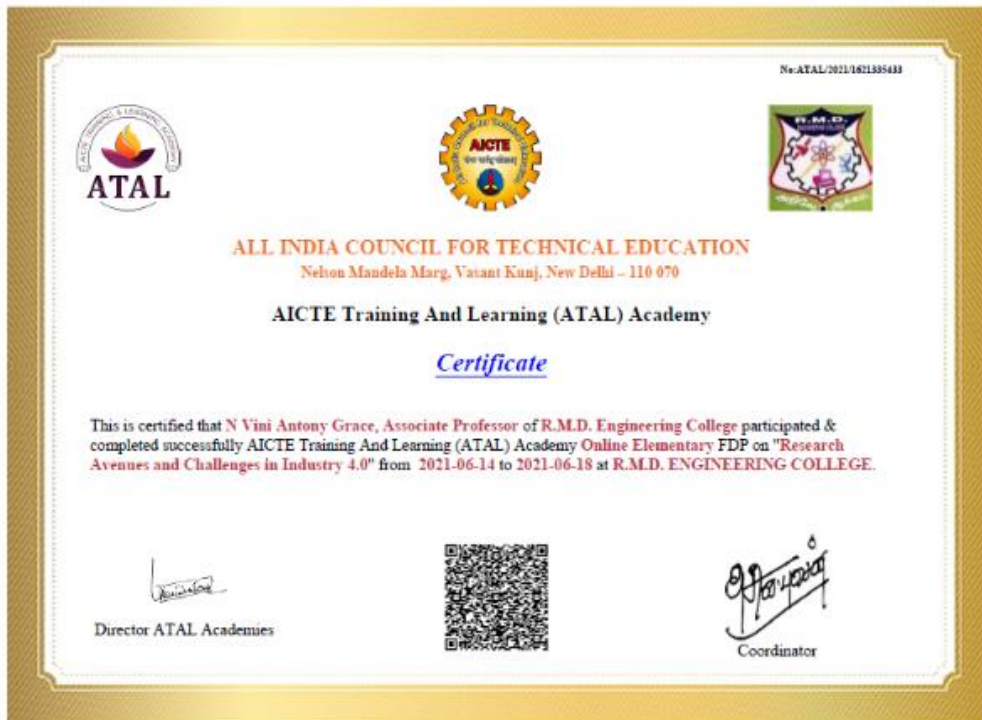 No:ATAL/2021/1621335433
AICTE TRAINING & LEARNING ACADEMY
ATAL
AICTE
R.M.D.
ALL INDIA COUNCIL FOR TECHNICAL EDUCATION
Nelson Mandela Marg, Vasant Kunj, New Delhi – 110 070
AICTE Training And Learning (ATAL) Academy
Certificate
This is certified that N Vini Antony Grace, Associate Professor of R.M.D. Engineering College participated &
completed successfully AICTE Training And Learning (ATAL) Academy Online Elementary FDP on "Research
Avenues and Challenges in Industry 4.0" from 2021-06-14 to 2021-06-18 at R.M.D. ENGINEERING COLLEGE.
Director ATAL Academies
Coordinator